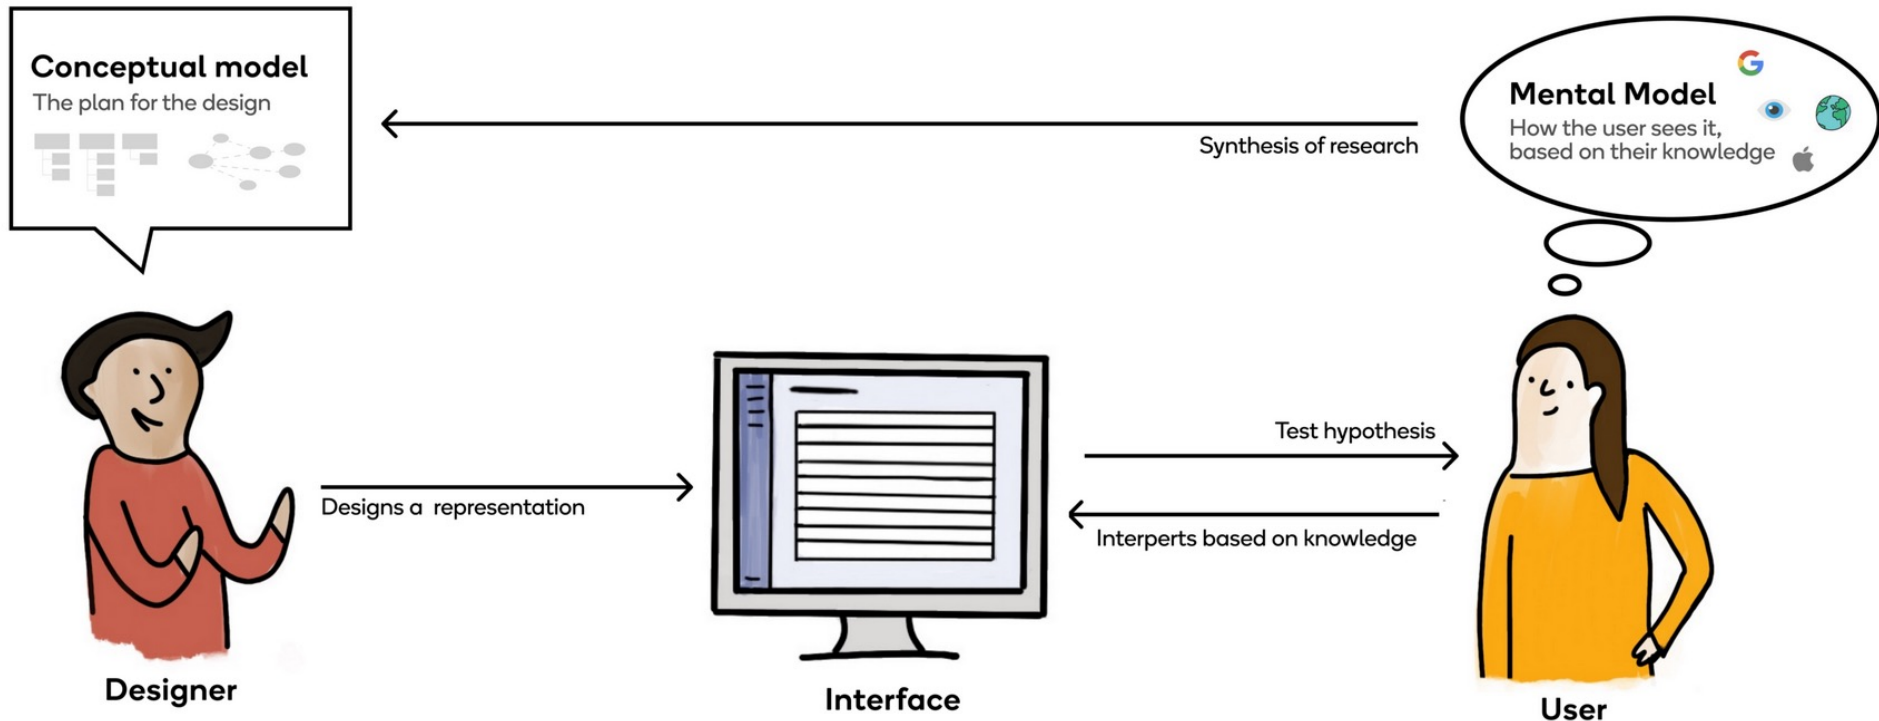 Conceptual model
The plan for the design
Synthesis of research
Mental Model
How the user sees it,
based on their knowledge
Designs a representation
Test hypothesis
Interperts based on knowledge
Designer
Interface
User